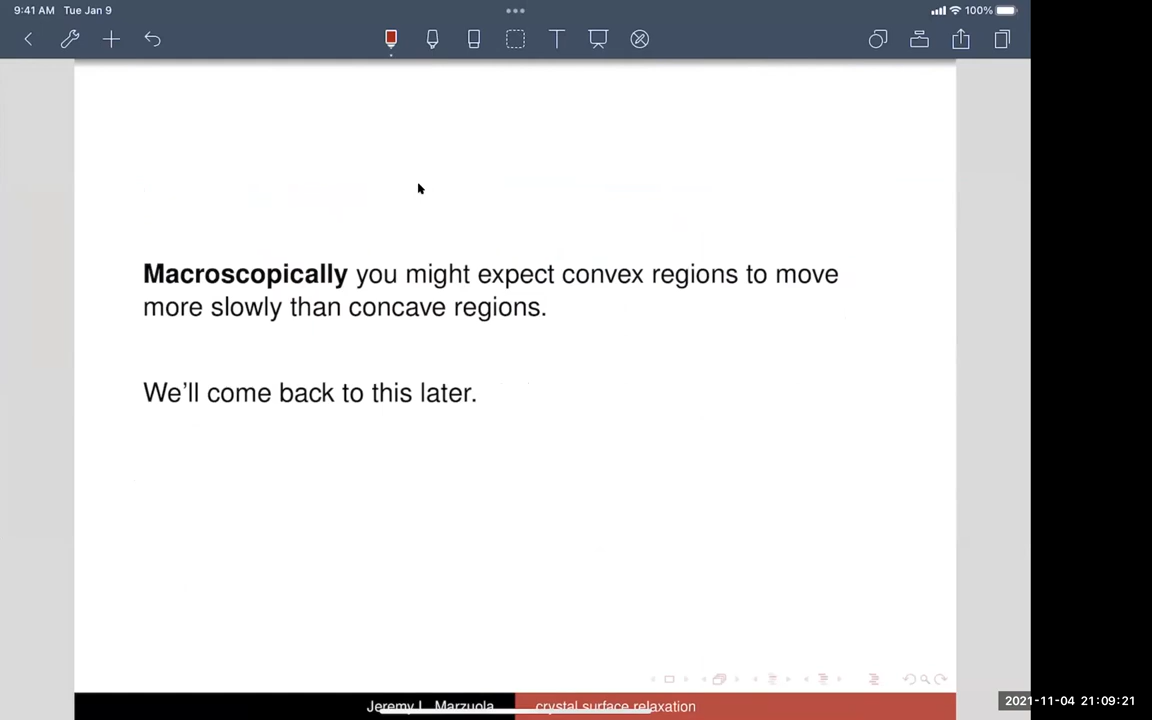 9:41 AM Tue Jan 9
100%
Macroscopically you might expect convex regions to move
more slowly than concave regions.
We'll come back to this later.
Jeremy L. Marzuola crystal surface relaxation
2021-11-04 21:09:21